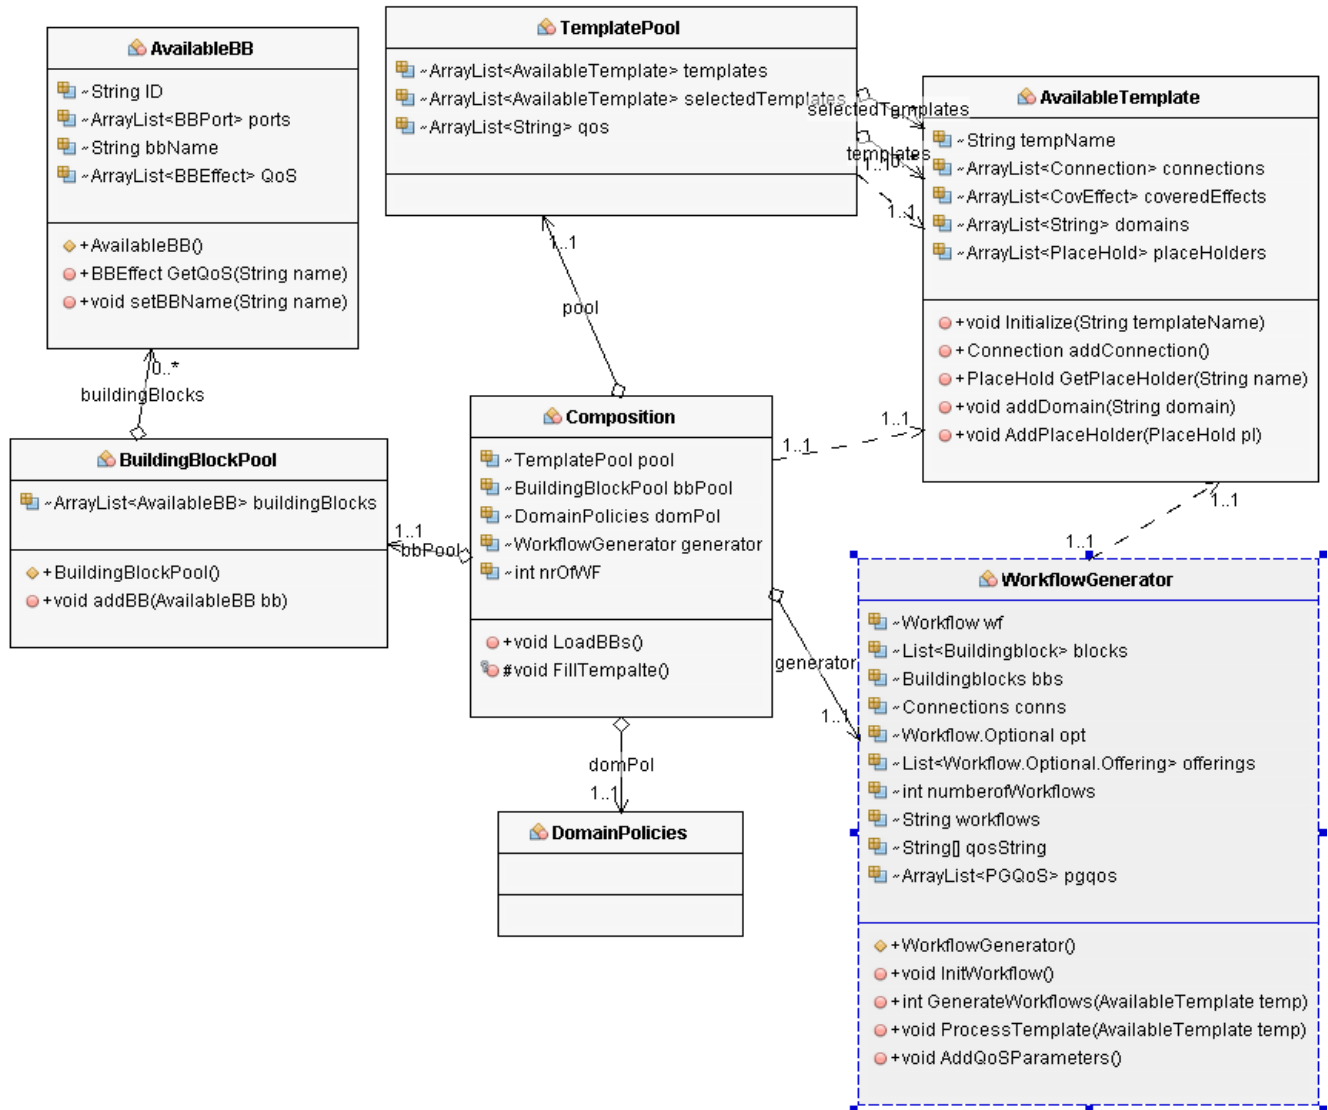 AvailableBB
~String ID
~ArrayList<BBPort> ports
~String bbName
~ArrayList<BBEffect> QoS
+AvailableBB()
+BBEffect GetQoS(String name)
+void setBBName(String name)
0..*
buildingBlocks
BuildingBlockPool
~ArrayList<AvailableBB> buildingBlocks
+BuildingBlockPool()
+void addBB(AvailableBB bb)
TemplatePool
~ArrayList<AvailableTemplate> templates
~ArrayList<AvailableTemplate> selectedTemplates
~ArrayList<String> qos
selectedTemplates
templates
1..1
1..1
pool
Composition
~TemplatePool pool
~BuildingBlockPool bbPool
~DomainPolicies domPol
~WorkflowGenerator generator
~int nrOfWF
+void LoadBBs()
#void FillTempalte()
1..1
bbPool
domPol
1..1
DomainPolicies
generator
1..1
1..1
1..1
AvailableTemplate
~String tempName
~ArrayList<Connection> connections
~ArrayList<CovEffect> coveredEffects
~ArrayList<String> domains
~ArrayList<PlaceHold> placeHolders
+void Initialize(String templateName)
+Connection addConnection()
+PlaceHold GetPlaceHolder(String name)
+void addDomain(String domain)
+void AddPlaceHolder(PlaceHold pl)
1..1
1..1
WorkflowGenerator
~Workflow wf
~List<Buildingblock> blocks
~Buildingblocks bbs
~Connections conns
~Workflow.Optional opt
~List<Workflow.Optional.Offering> offerings
~int numberofWorkflows
~String workflows
~String[] qosString
~ArrayList<PGQoS> pgqos
+WorkflowGenerator()
+void InitWorkflow()
+int GenerateWorkflows(AvailableTemplate temp)
+void ProcessTemplate(AvailableTemplate temp)
+void AddQoSParameters()